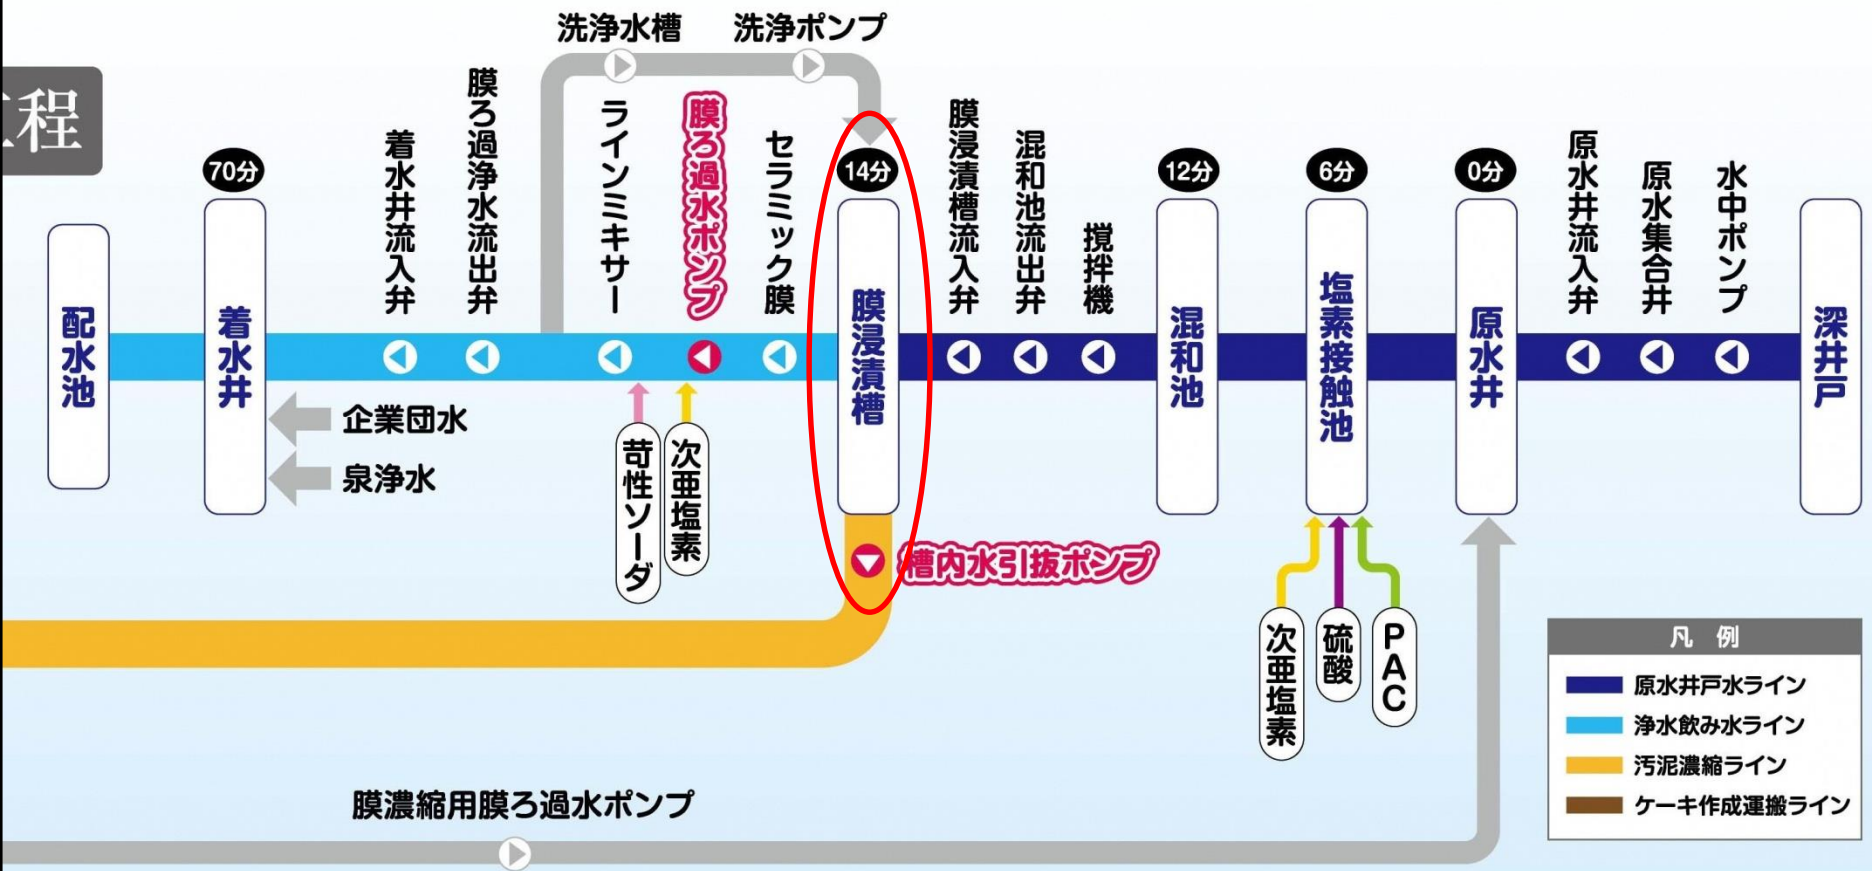 工程
洗浄水槽
洗浄ポンプ
深井戸
水中ポンプ
原水集合井
原水井流入弁
0分
原水井
6分
塩素接触池
次亜塩素
硫酸
PAC
12分
混和池
撹拌機
混和池流出弁
膜浸漬槽流入弁
14分
膜浸漬槽
槽内水引抜ポンプ
セラミック膜
膜ろ過水ポンプ
次亜塩素
ラインミキサー
苛性ソーダ
膜ろ過浄水流出弁
着水井流入弁
70分
着水井
企業団水
泉浄水
配水池
膜濃縮用膜ろ過水ポンプ
凡例
原水井戸水ライン
浄水飲み水ライン
汚泥濃縮ライン
ケーキ作成運搬ライン